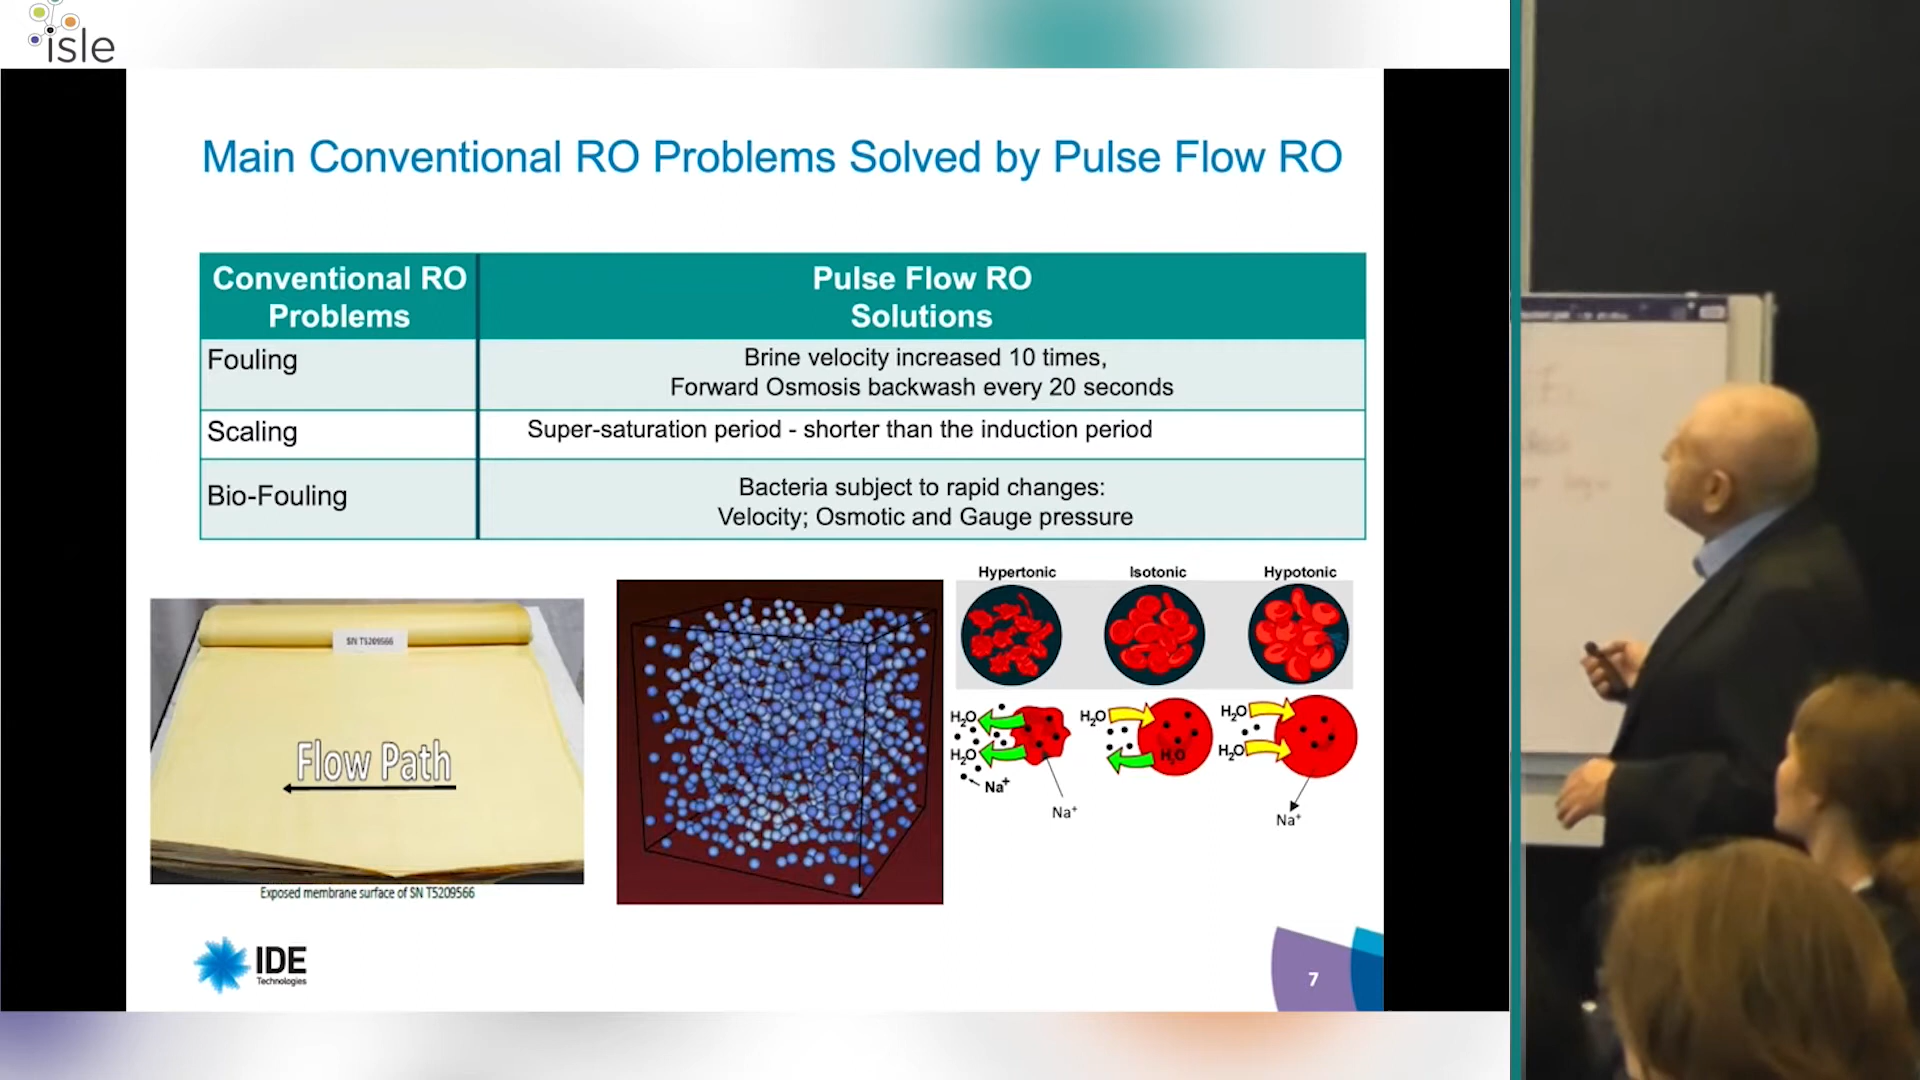 isle
Main Conventional RO Problems Solved by Pulse Flow RO
Conventional RO
Problems
Pulse Flow RO
Solutions
Fouling
Brine velocity increased 10 times,
Forward Osmosis backwash every 20 seconds
Scaling
Super-saturation period - shorter than the induction period
Bio-Fouling
Bacteria subject to rapid changes:
Velocity; Osmotic and Gauge pressure
SN T5209566
Flow Path
Exposed membrane surface of SN T5209566
Hypertonic
Isotonic
Hypotonic
H₂O
H₂O
Na⁺
Na⁺
H₂O
H₂O
H₂O
H₂O
Na⁺
IDE
Technologies
7